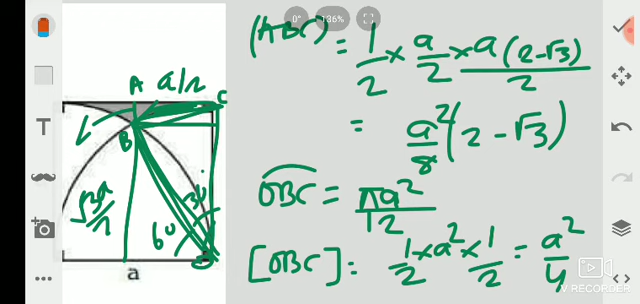 0° 136%
(ABC) = 1/2 × a/2 × a(2-√3)/2
= a²/8 (2-√3)
OBC = πa²/12
[OBC] = 1/2 × a² × 1/2 = a²/4
A a/2 C
B
√3a/2
30°
60
a
T
V RECORDER